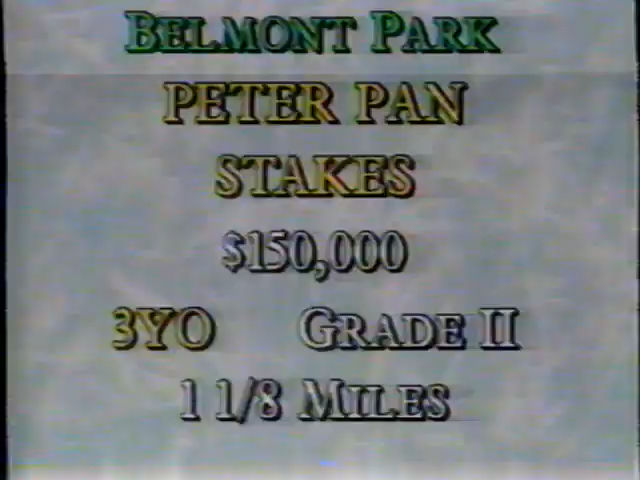 BELMONT PARK
PETER PAN
STAKES
$150,000
3YO GRADE II
1 1/8 MILES